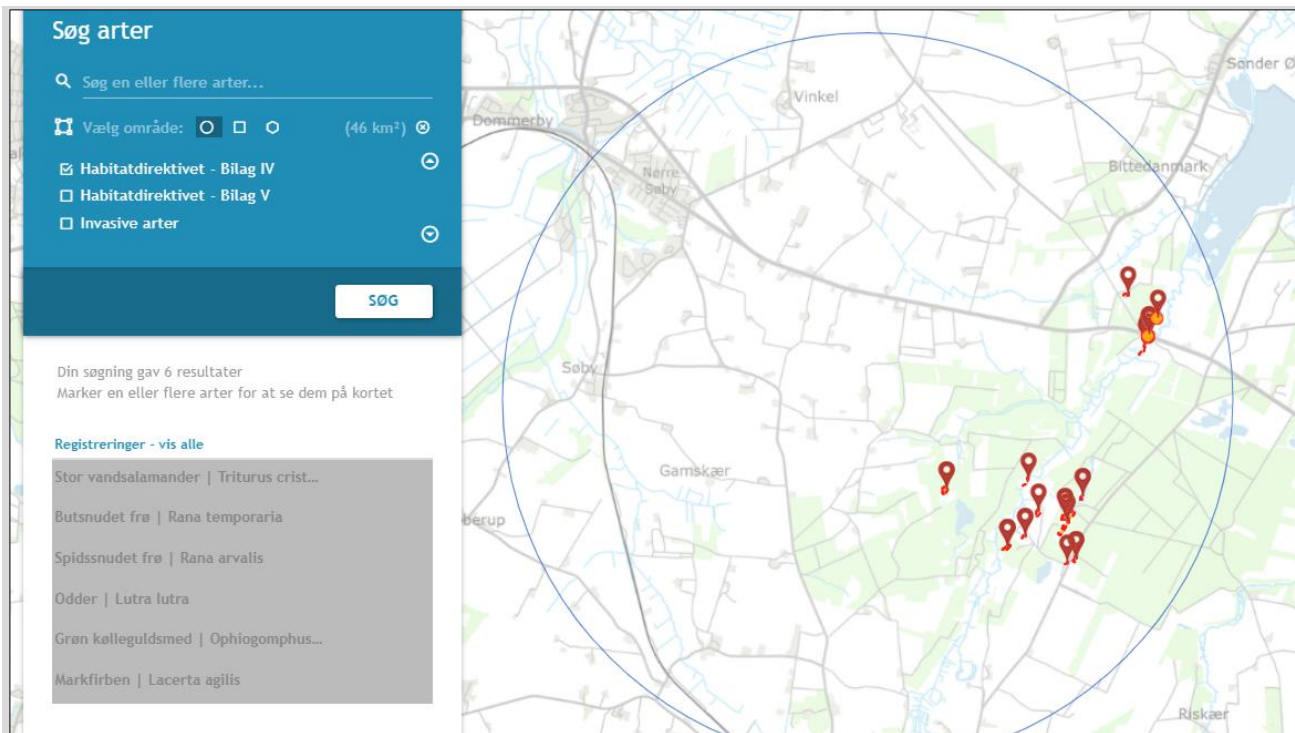 Søg arter
Søg en eller flere arter...
Vælg område:
(46 km²)
Habitatdirektivet - Bilag IV
Habitatdirektivet - Bilag V
Invasive arter
SØG
Din søgning gav 6 resultater
Marker en eller flere arter for at se dem på kortet
Registreringer - vis alle
Stor vandsalamander | Triturus crist...
Butsnudet frø | Rana temporaria
Spidssnudet frø | Rana arvalis
Odder | Lutra lutra
Grøn kølleguldsmed | Ophiogomphus...
Markfirben | Lacerta agilis
Sønder Ø
Vinkel
Dommerby
Bittedanmark
Nørre
Søby
Søby
Gamskær
berup
Riskær